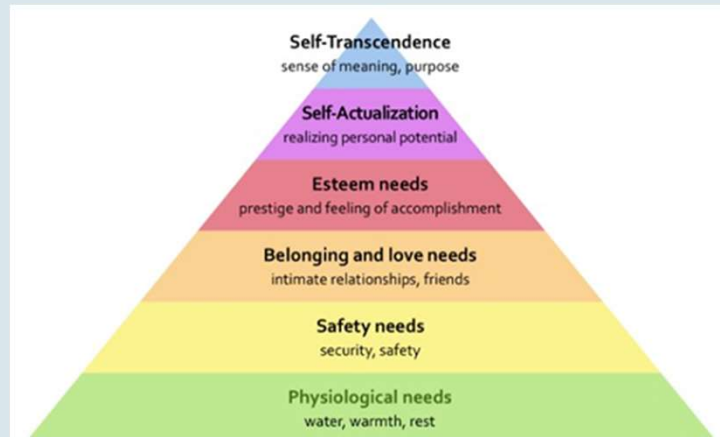 Self-Transcendence
sense of meaning, purpose
Self-Actualization
realizing personal potential
Esteem needs
prestige and feeling of accomplishment
Belonging and love needs
intimate relationships, friends
Safety needs
security, safety
Physiological needs
water, warmth, rest